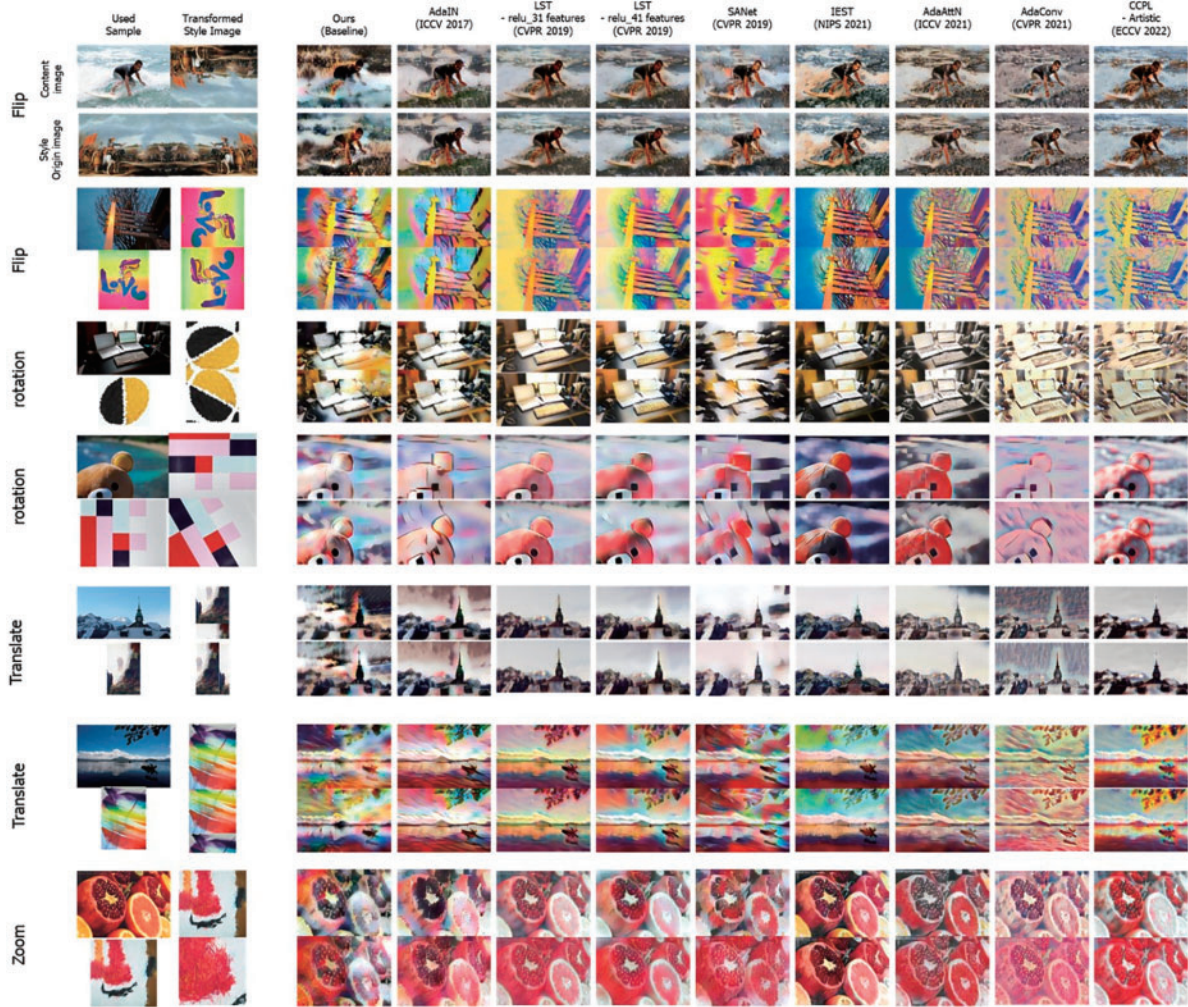 Used
Sample
Transformed
Style Image
Ours
(Baseline)
AdaIN
(ICCV 2017)
LST
- relu_31 features
(CVPR 2019)
LST
- relu_41 features
(CVPR 2019)
SANet
(CVPR 2019)
IEST
(NIPS 2021)
AdaAttN
(ICCV 2021)
AdaConv
(CVPR 2021)
CCPL
- Artistic
(ECCV 2022)
Flip
Content
image
Style
Origin image
Flip
LOVE
rotation
rotation
Translate
Translate
Zoom